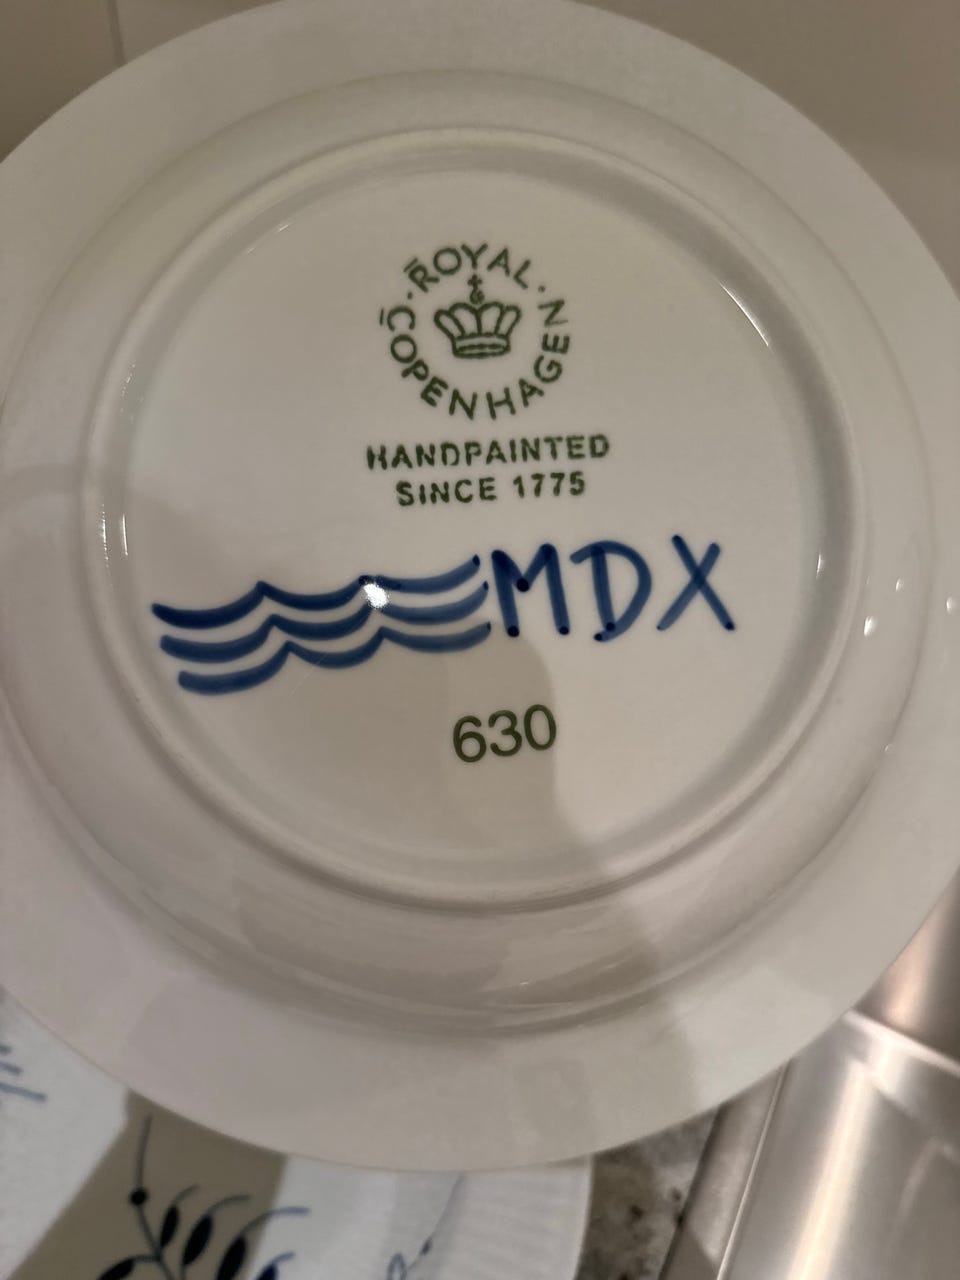 ROYAL
COPENHAGEN
HANDPAINTED
SINCE 1775
MDX
630